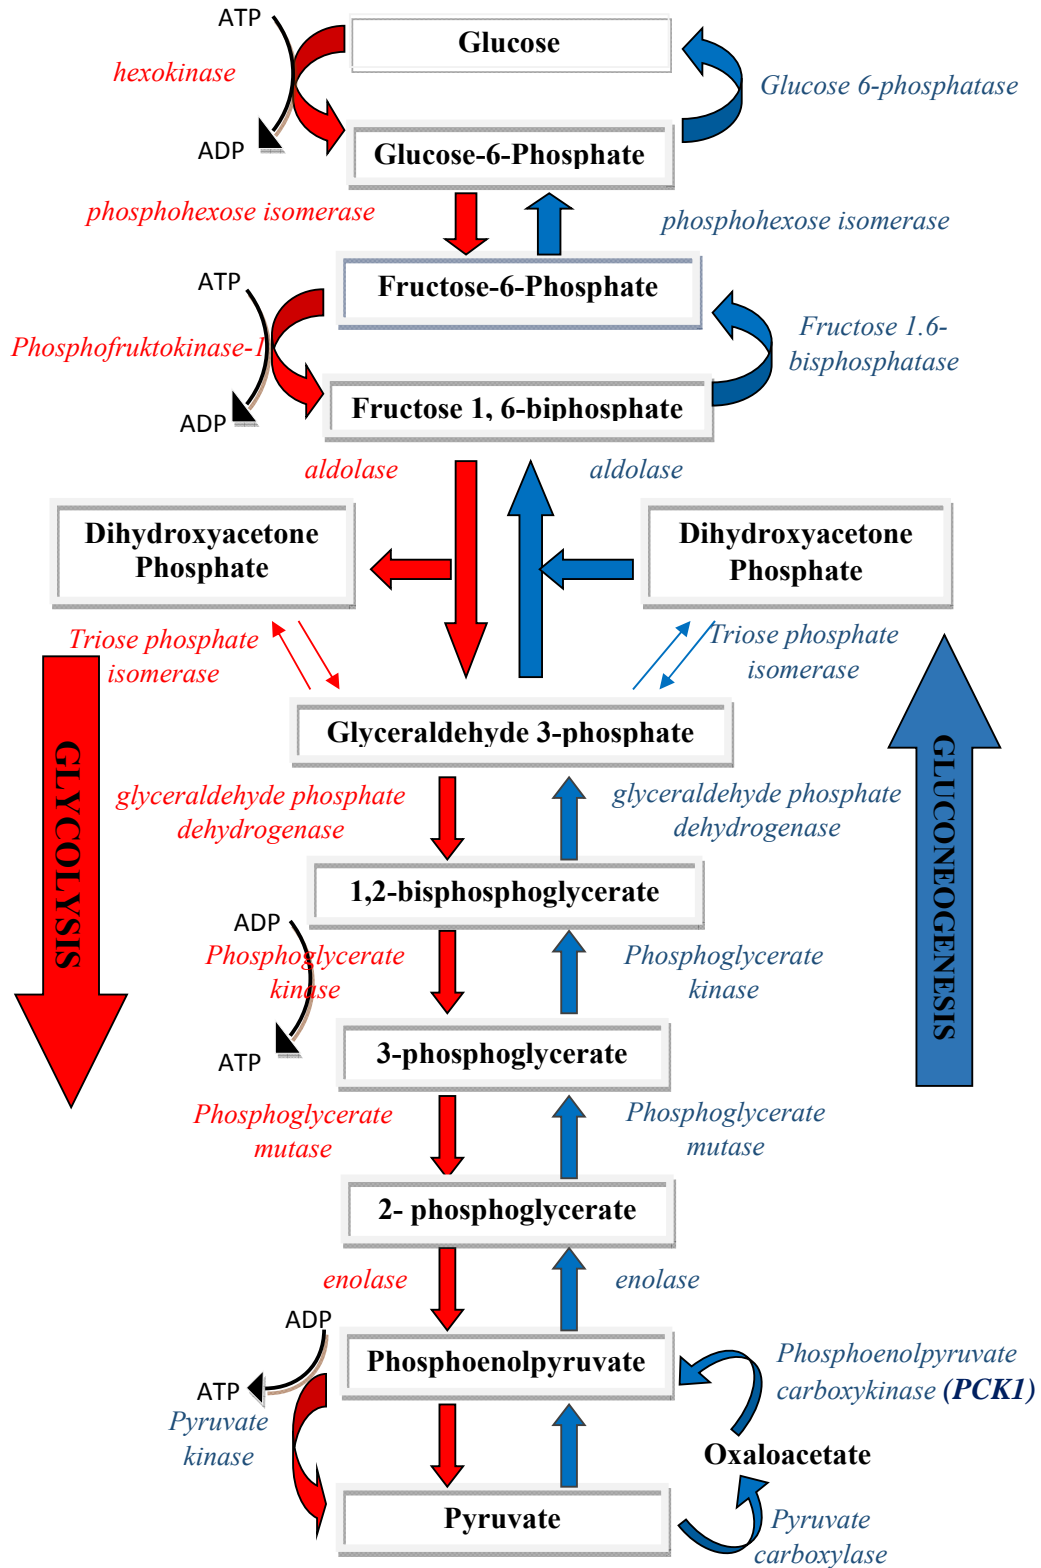 ATP
Glucose
hexokinase
Glucose 6-phosphatase
ADP
Glucose-6-Phosphate
phosphohexose isomerase
phosphohexose isomerase
ATP
Fructose-6-Phosphate
Phosphofruktokinase-1
Fructose 1.6-
bisphosphatase
ADP
Fructose 1, 6-biphosphate
aldolase
aldolase
Dihydroxyacetone
Phosphate
Dihydroxyacetone
Phosphate
Triose phosphate
isomerase
Triose phosphate
isomerase
Glyceraldehyde 3-phosphate
GLYCOLYSIS
GLUCONEOGENESIS
glyceraldehyde phosphate
dehydrogenase
glyceraldehyde phosphate
dehydrogenase
1,2-bisphosphoglycerate
ADP
Phosphoglycerate
kinase
Phosphoglycerate
kinase
ATP
3-phosphoglycerate
Phosphoglycerate
mutase
Phosphoglycerate
mutase
2- phosphoglycerate
enolase
enolase
ADP
Phosphoenolpyruvate
ATP
Phosphoenolpyruvate
carboxykinase (PCK1)
Pyruvate
kinase
Oxaloacetate
Pyruvate
Pyruvate
carboxylase